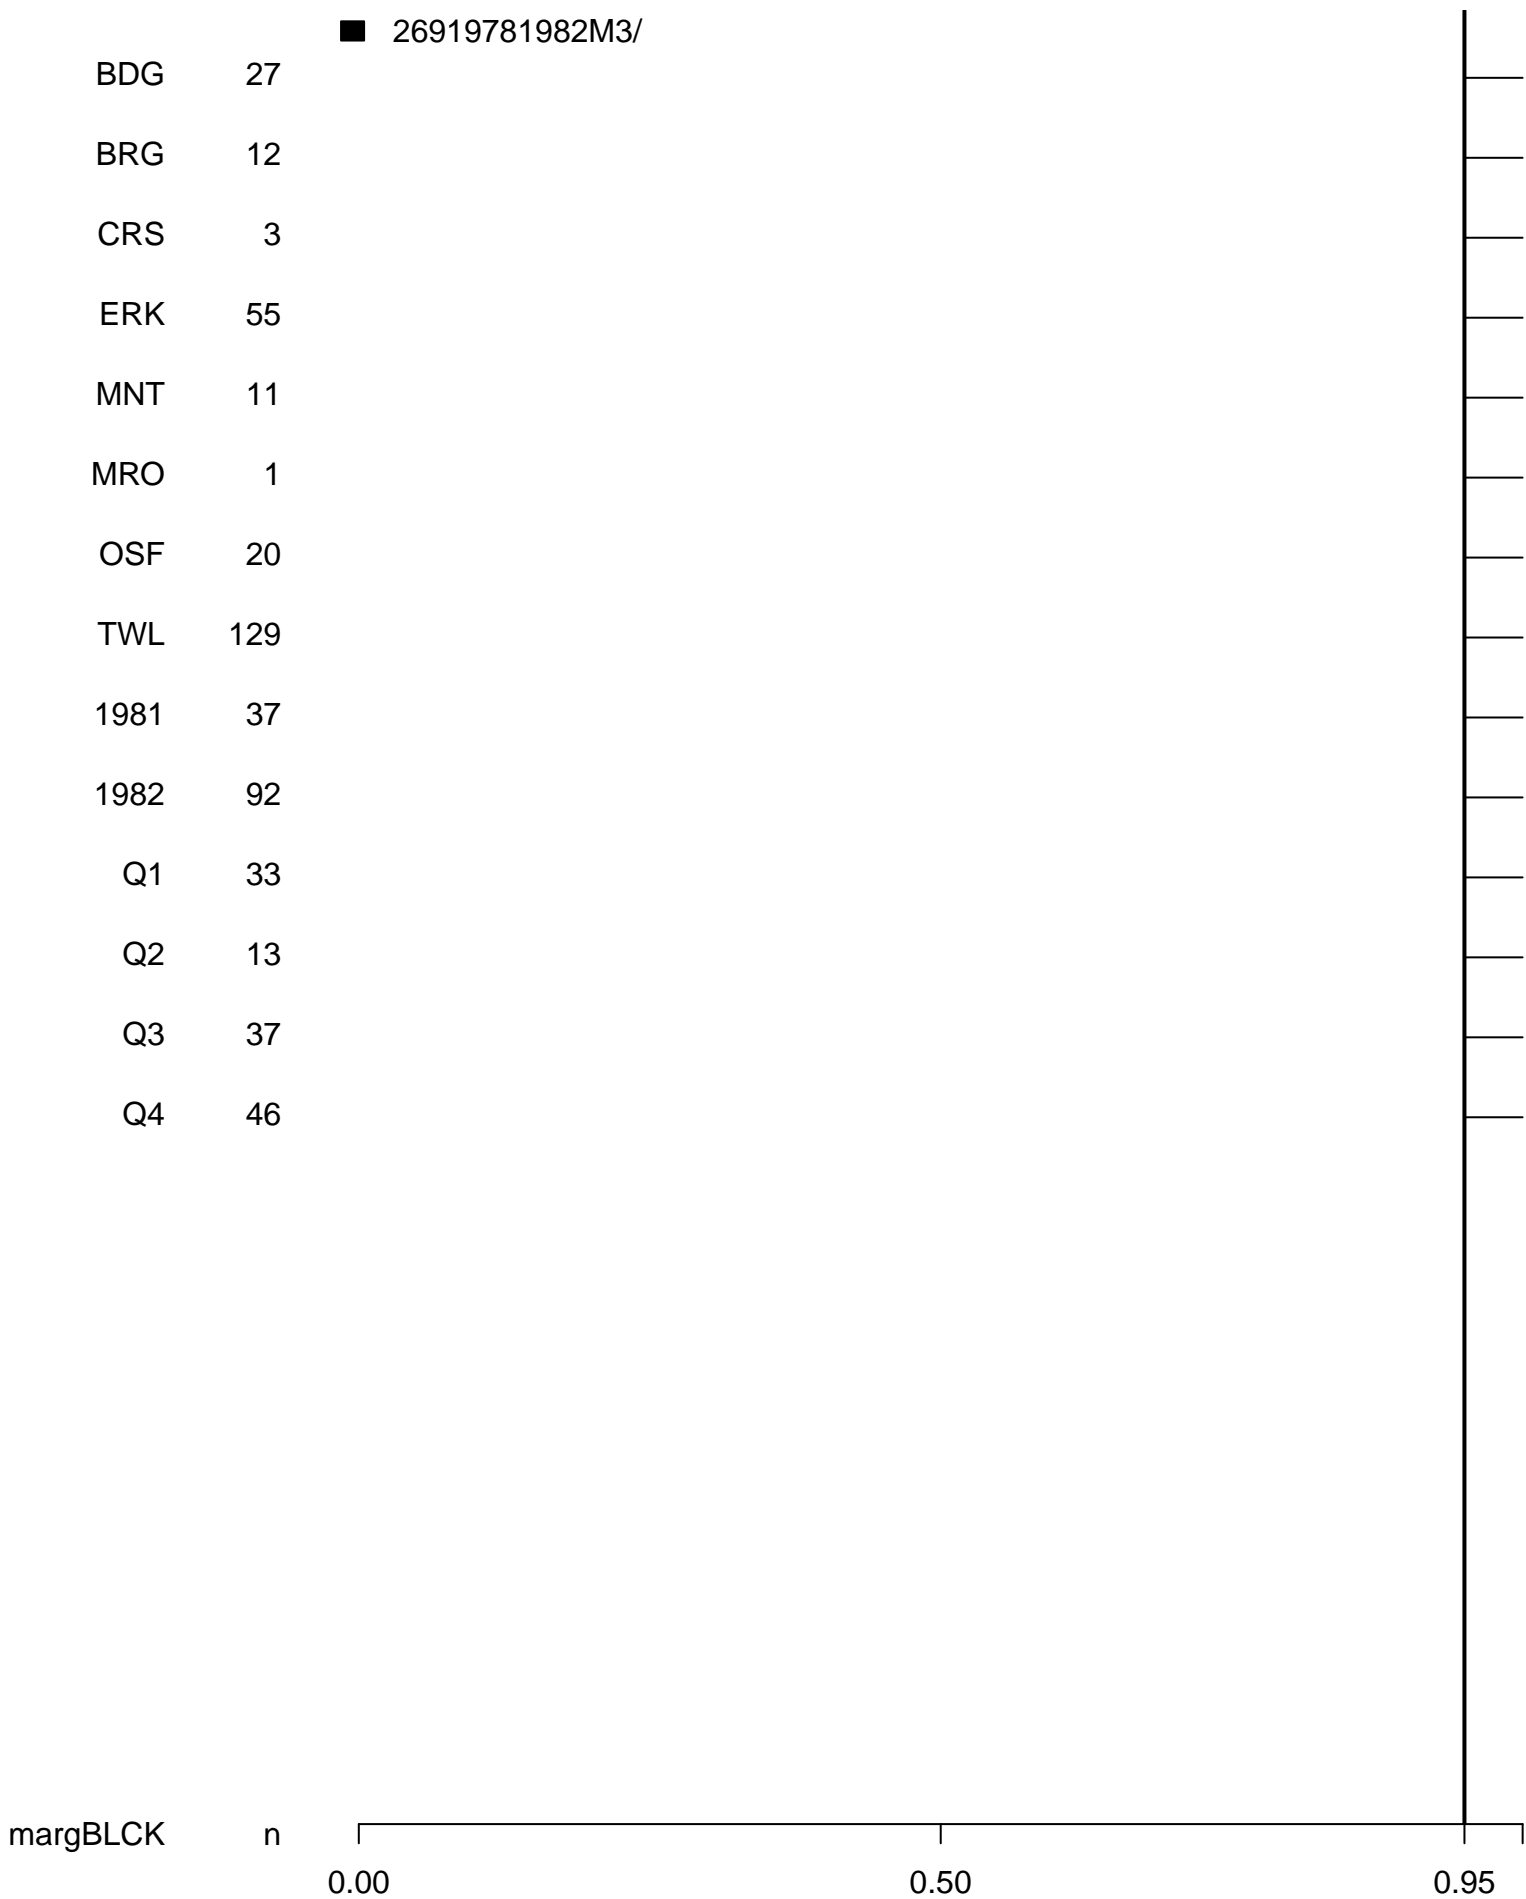 26919781982M3/
BDG 27
BRG 12
CRS 3
ERK 55
MNT 11
MRO 1
OSF 20
TWL 129
1981 37
1982 92
Q1 33
Q2 13
Q3 37
Q4 46
margBLCK n
0.00 0.50 0.95